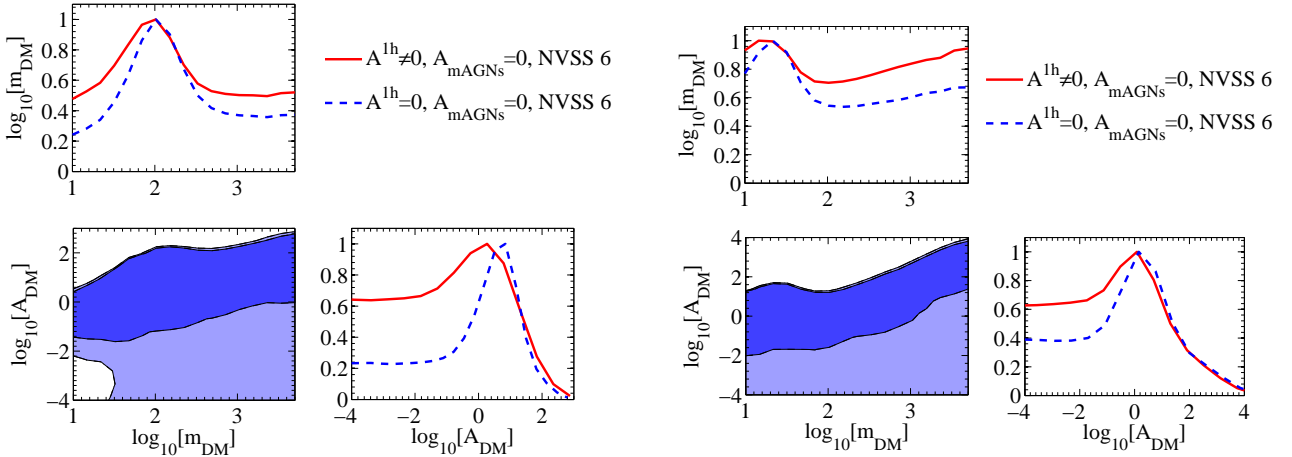 log10[mDM]
1
0.8
0.6
0.4
0.2
0
1 2 3
A1h≠0, AmAGNs=0, NVSS 6
A1h=0, AmAGNs=0, NVSS 6
log10[ADM]
2
0
−2
−4
1 2 3
log10[mDM]
1
0.8
0.6
0.4
0.2
0
−4 −2 0 2
log10[ADM]
log10[mDM]
1
0.8
0.6
0.4
0.2
0
1 2 3
A1h≠0, AmAGNs=0, NVSS 6
A1h=0, AmAGNs=0, NVSS 6
log10[ADM]
4
2
0
−2
−4
1 2 3
log10[mDM]
1
0.8
0.6
0.4
0.2
0
−4 −2 0 2 4
log10[ADM]